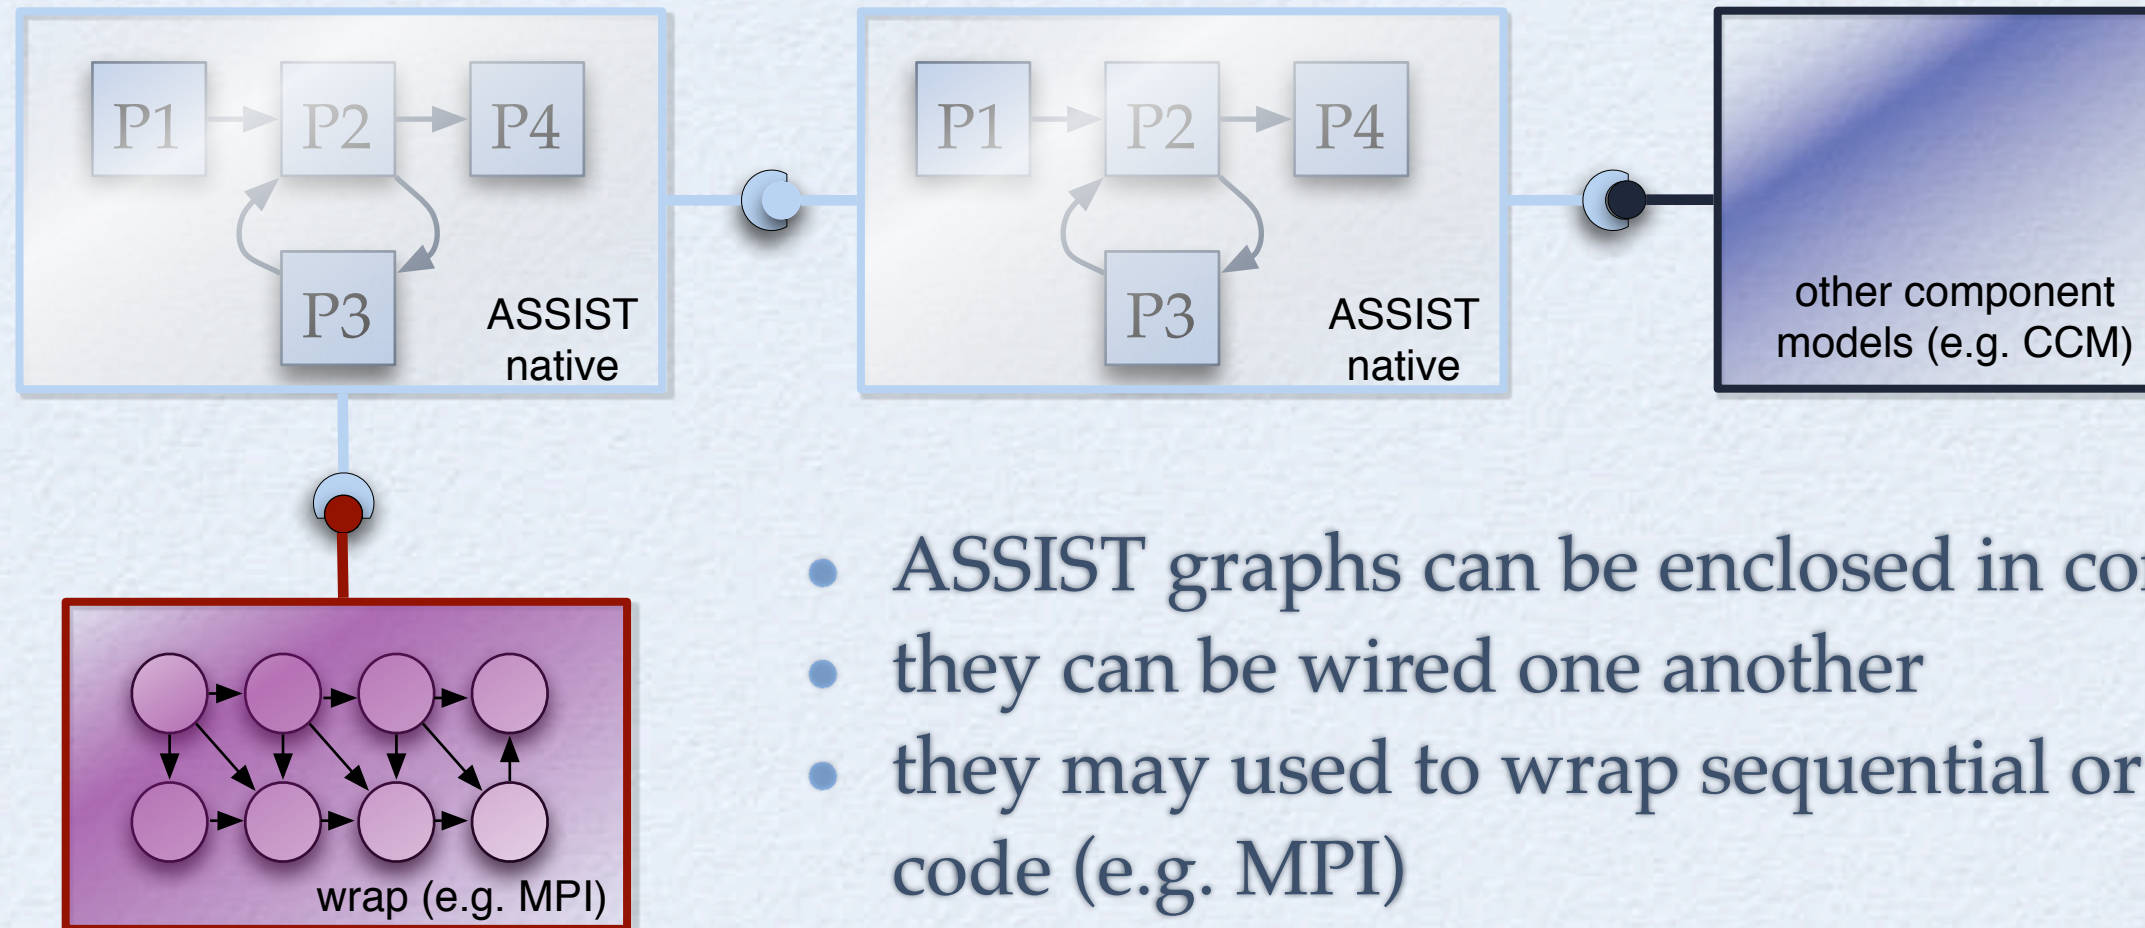 P1
P2
P4
P3
ASSIST
native
P1
P2
P4
P3
ASSIST
native
other component
models (e.g. CCM)
wrap (e.g. MPI)
ASSIST graphs can be enclosed in
they can be wired one another
they may used to wrap sequential or
code (e.g. MPI)